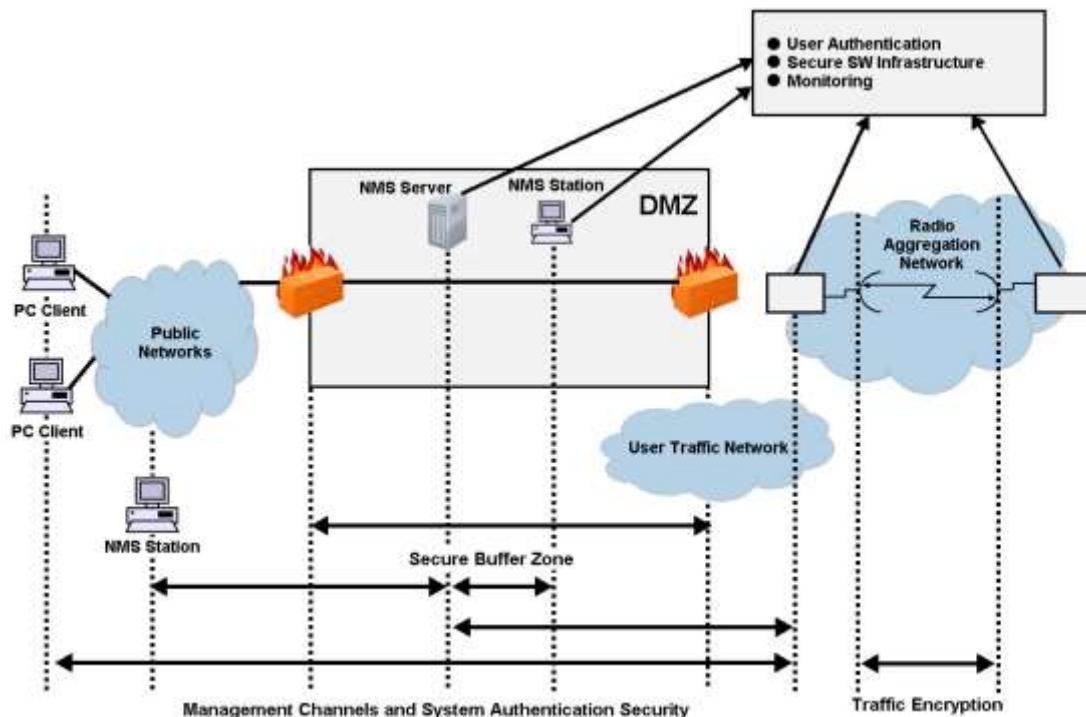 ● User Authentication
● Secure SW Infrastructure
● Monitoring
NMS Server
NMS Station
DMZ
Radio
Aggregation
Network
PC Client
Public
Networks
PC Client
User Traffic Network
NMS Station
Secure Buffer Zone
Traffic Encryption
Management Channels and System Authentication Security